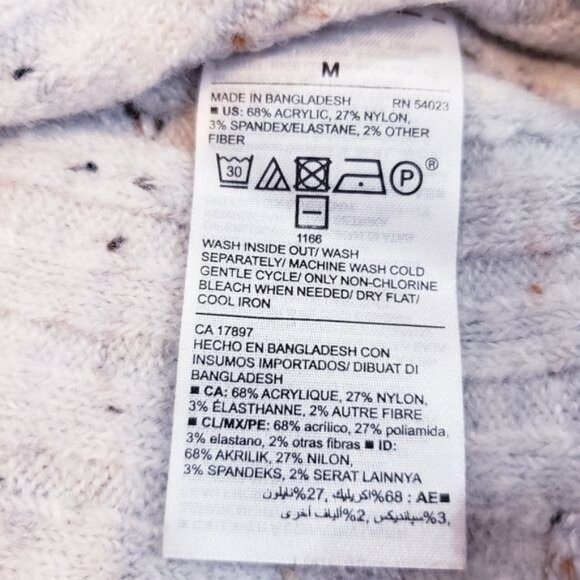 M
MADE IN BANGLADESH RN 54023
■ US: 68% ACRYLIC, 27% NYLON,
3% SPANDEX/ELASTANE, 2% OTHER
FIBER
30 P ®
1166
WASH INSIDE OUT/ WASH
SEPARATELY/ MACHINE WASH COLD
GENTLE CYCLE/ ONLY NON-CHLORINE
BLEACH WHEN NEEDED/ DRY FLAT/
COOL IRON
CA 17897
HECHO EN BANGLADESH CON
INSUMOS IMPORTADOS/ DIBUAT DI
BANGLADESH
■ CA: 68% ACRYLIQUE, 27% NYLON,
3% ÉLASTHANNE, 2% AUTRE FIBRE
■ CL/MX/PE: 68% acrílico, 27% poliamida,
3% elastano, 2% otras fibras ■ ID:
68% AKRILIK, 27% NILON,
3% SPANDEKS, 2% SERAT LAINNYA
■AE : 68%اكريليك, 27%نايلون
3%سباندیکس, 2%ألياف أخرى,